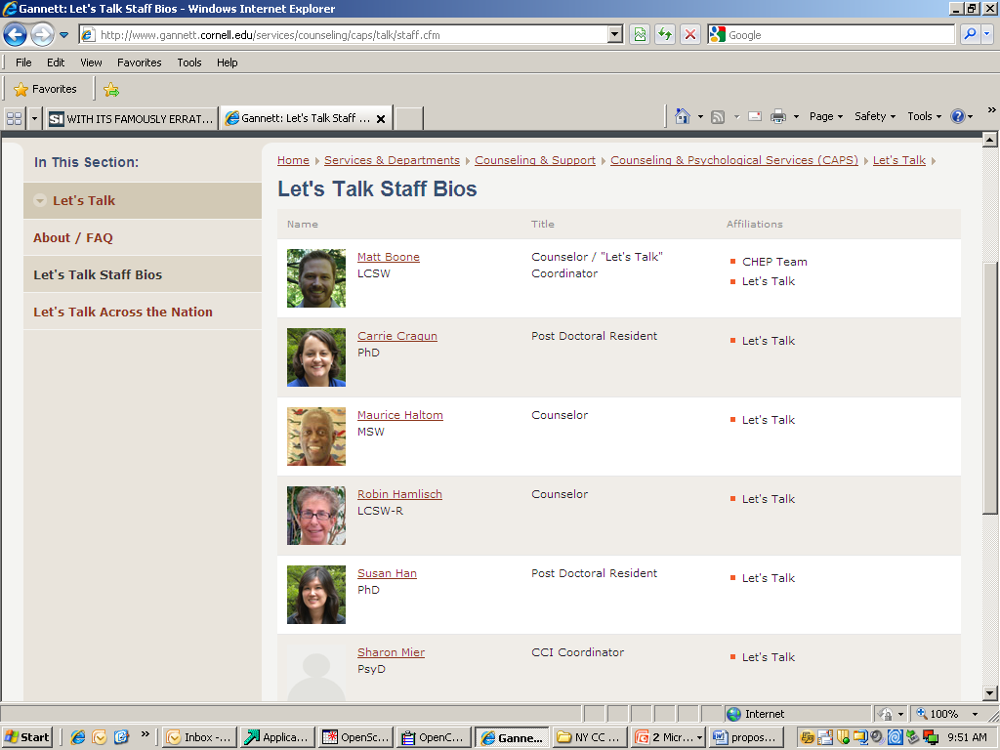 Gannett: Let's Talk Staff Bios - Windows Internet Explorer
http://www.gannett.cornell.edu/services/counseling/caps/talk/staff.cfm
Google
File Edit View Favorites Tools Help
Favorites
SI WITH ITS FAMOUSLY ERRAT... Gannett: Let's Talk Staff ...
Page Safety Tools
In This Section:
Let's Talk
About / FAQ
Let's Talk Staff Bios
Let's Talk Across the Nation
Home Services & Departments Counseling & Support Counseling & Psychological Services (CAPS) Let's Talk
Let's Talk Staff Bios
Name Title Affiliations
Matt Boone
LCSW
Counselor / "Let's Talk"
Coordinator
CHEP Team
Let's Talk
Carrie Cragun
PhD
Post Doctoral Resident
Let's Talk
Maurice Haltom
MSW
Counselor
Let's Talk
Robin Hamlisch
LCSW-R
Counselor
Let's Talk
Susan Han
PhD
Post Doctoral Resident
Let's Talk
Sharon Mier
PsyD
CCI Coordinator
Let's Talk
Internet 100%
Start Inbox -... Applica... OpenSc... OpenC... Ganne... NY CC ... 2 Micr... propos... 9:51 AM